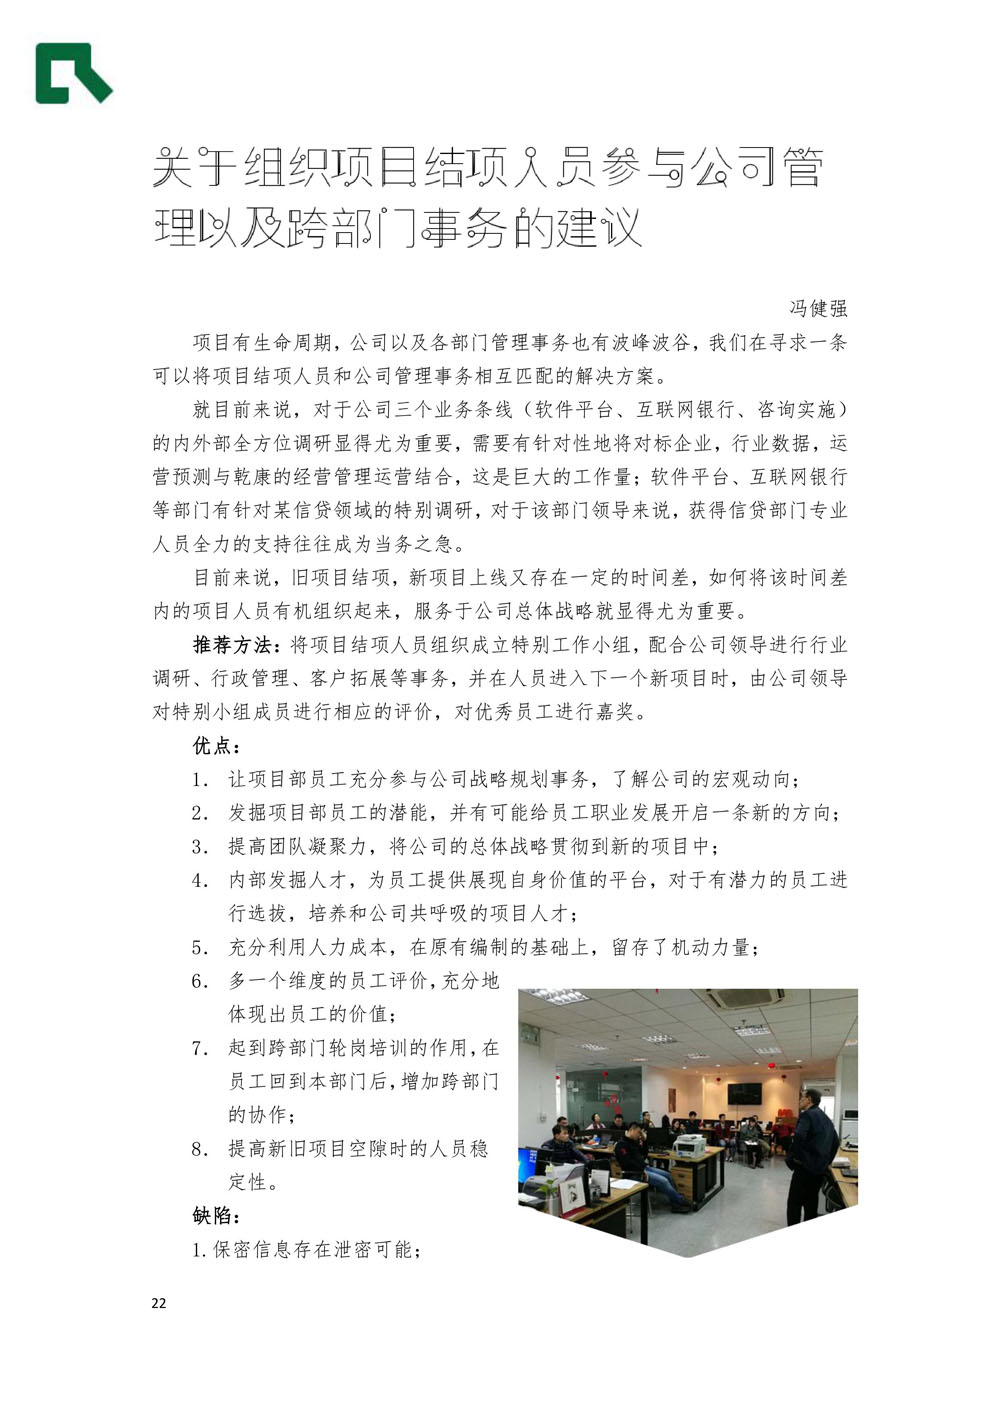 关于组织项目结项人员参与公司管
理以及跨部门事务的建议
冯健强
项目有生命周期，公司以及各部门管理事务也有波峰波谷，我们在寻求一条
可以将项目结项人员和公司管理事务相互匹配的解决方案。
就目前来说，对于公司三个业务条线（软件平台、互联网银行、咨询实施）
的内外部全方位调研显得尤为重要，需要有针对性地将对标企业，行业数据，运
营预测与乾康的经营管理运营结合，这是巨大的工作量；软件平台、互联网银行
等部门有针对某信贷领域的特别调研，对于该部门领导来说，获得信贷部门专业
人员全力的支持往往成为当务之急。
目前来说，旧项目结项，新项目上线又存在一定的时间差，如何将该时间差
内的项目人员有机组织起来，服务于公司总体战略就显得尤为重要。
推荐方法：将项目结项人员组织成立特别工作小组，配合公司领导进行行业
调研、行政管理、客户拓展等事务，并在人员进入下一个新项目时，由公司领导
对特别小组成员进行相应的评价，对优秀员工进行嘉奖。
优点：
1. 让项目部员工充分参与公司战略规划事务，了解公司的宏观动向；
2. 发掘项目部员工的潜能，并有可能给员工职业发展开启一条新的方向；
3. 提高团队凝聚力，将公司的总体战略贯彻到新的项目中；
4. 内部发掘人才，为员工提供展现自身价值的平台，对于有潜力的员工进
行选拔，培养和公司共呼吸的项目人才；
5. 充分利用人力成本，在原有编制的基础上，留存了机动力量；
6. 多一个维度的员工评价，充分地
体现出员工的价值；
7. 起到跨部门轮岗培训的作用，在
员工回到本部门后，增加跨部门
的协作；
8. 提高新旧项目空隙时的人员稳
定性。
缺陷：
1.保密信息存在泄密可能；
22